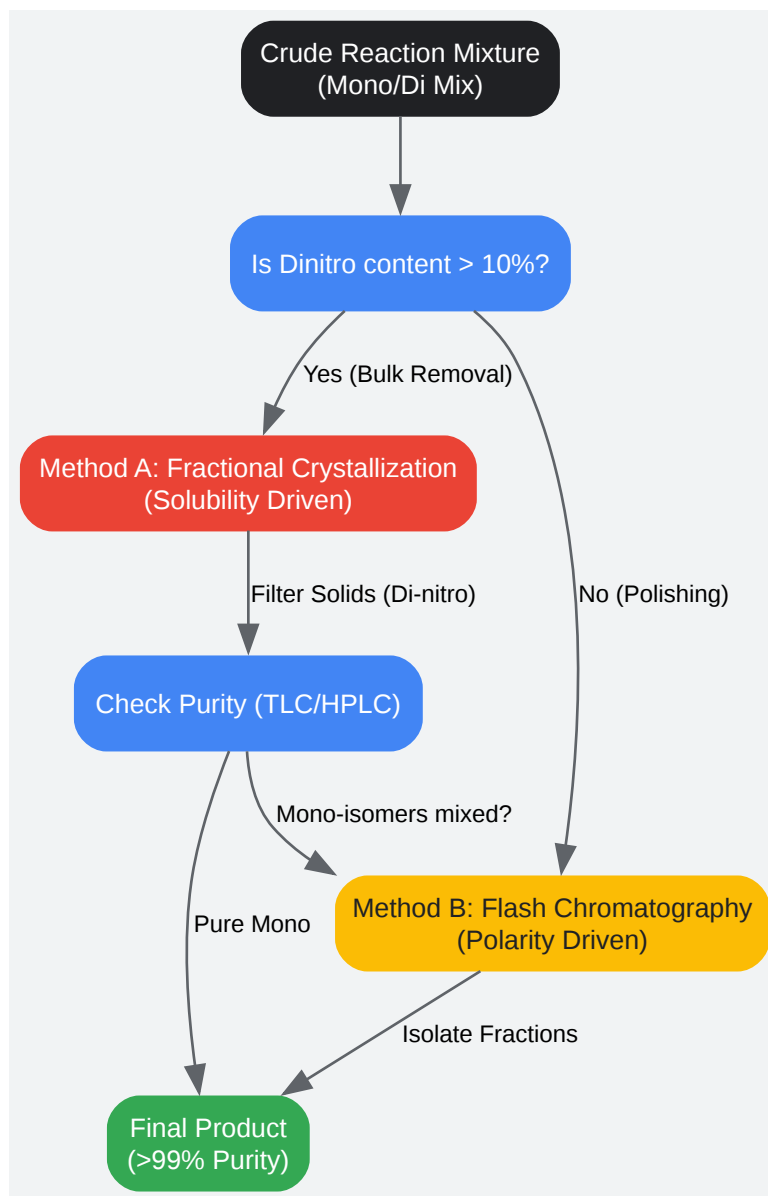 Crude Reaction Mixture
(Mono/Di Mix)
Is Dinitro content > 10%?
Yes (Bulk Removal)
Method A: Fractional Crystallization
(Solubility Driven)
Filter Solids (Di-nitro)
No (Polishing)
Check Purity (TLC/HPLC)
Mono-isomers mixed?
Method B: Flash Chromatography
(Polarity Driven)
Pure Mono
Isolate Fractions
Final Product
(>99% Purity)